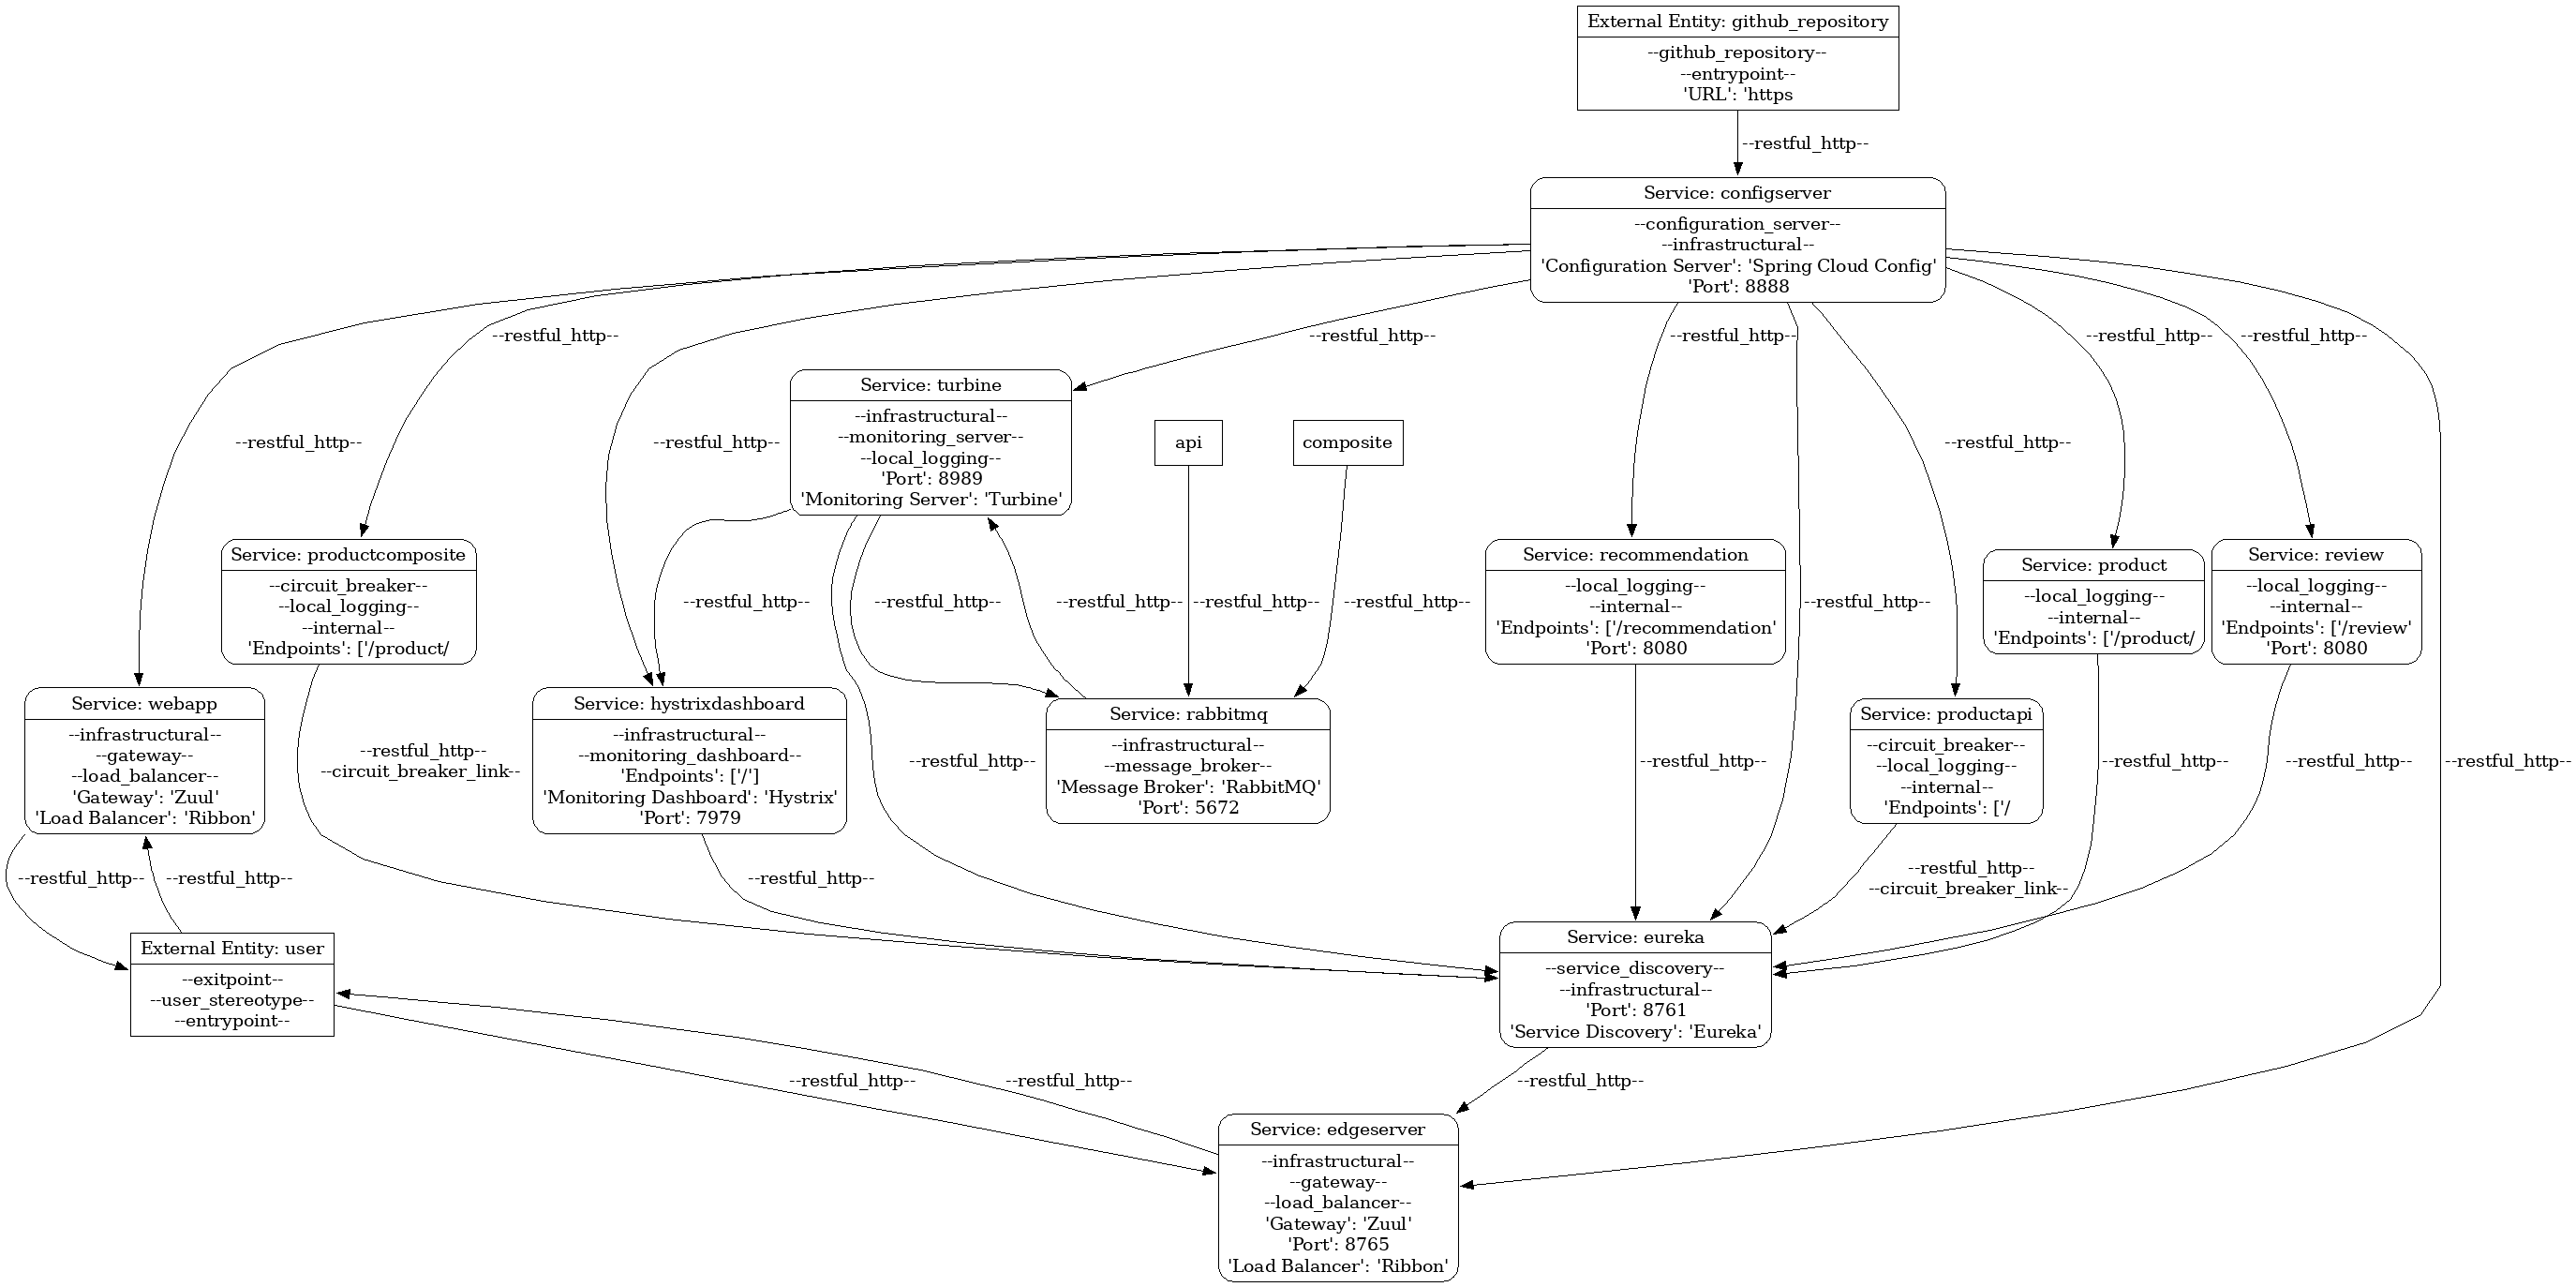 External Entity: github_repository
--github_repository--
--entrypoint--
'URL': 'https
--restful_http--
Service: configserver
--configuration_server--
--infrastructural--
'Configuration Server': 'Spring Cloud Config'
'Port': 8888
--restful_http--
--restful_http--
--restful_http--
--restful_http--
--restful_http--
Service: turbine
--infrastructural--
--monitoring_server--
--local_logging--
'Port': 8989
'Monitoring Server': 'Turbine'
--restful_http--
--restful_http--
api
composite
--restful_http--
Service: productcomposite
--circuit_breaker--
--local_logging--
--internal--
'Endpoints': ['/product/
--restful_http--
--restful_http--
--restful_http--
--restful_http--
--restful_http--
Service: recommendation
--local_logging--
--internal--
'Endpoints': ['/recommendation'
'Port': 8080
--restful_http--
Service: product
--local_logging--
--internal--
'Endpoints': ['/product/
Service: review
--local_logging--
--internal--
'Endpoints': ['/review'
'Port': 8080
Service: webapp
--infrastructural--
--gateway--
--load_balancer--
'Gateway': 'Zuul'
'Load Balancer': 'Ribbon'
--restful_http--
--circuit_breaker_link--
Service: hystrixdashboard
--infrastructural--
--monitoring_dashboard--
'Endpoints': ['/']
'Monitoring Dashboard': 'Hystrix'
'Port': 7979
--restful_http--
Service: rabbitmq
--infrastructural--
--message_broker--
'Message Broker': 'RabbitMQ'
'Port': 5672
--restful_http--
Service: productapi
--circuit_breaker--
--local_logging--
--internal--
'Endpoints': ['/
--restful_http--
--restful_http--
--restful_http--
--restful_http--
--restful_http--
--restful_http--
--restful_http--
--circuit_breaker_link--
External Entity: user
--exitpoint--
--user_stereotype--
--entrypoint--
Service: eureka
--service_discovery--
--infrastructural--
'Port': 8761
'Service Discovery': 'Eureka'
--restful_http--
--restful_http--
--restful_http--
Service: edgeserver
--infrastructural--
--gateway--
--load_balancer--
'Gateway': 'Zuul'
'Port': 8765
'Load Balancer': 'Ribbon'